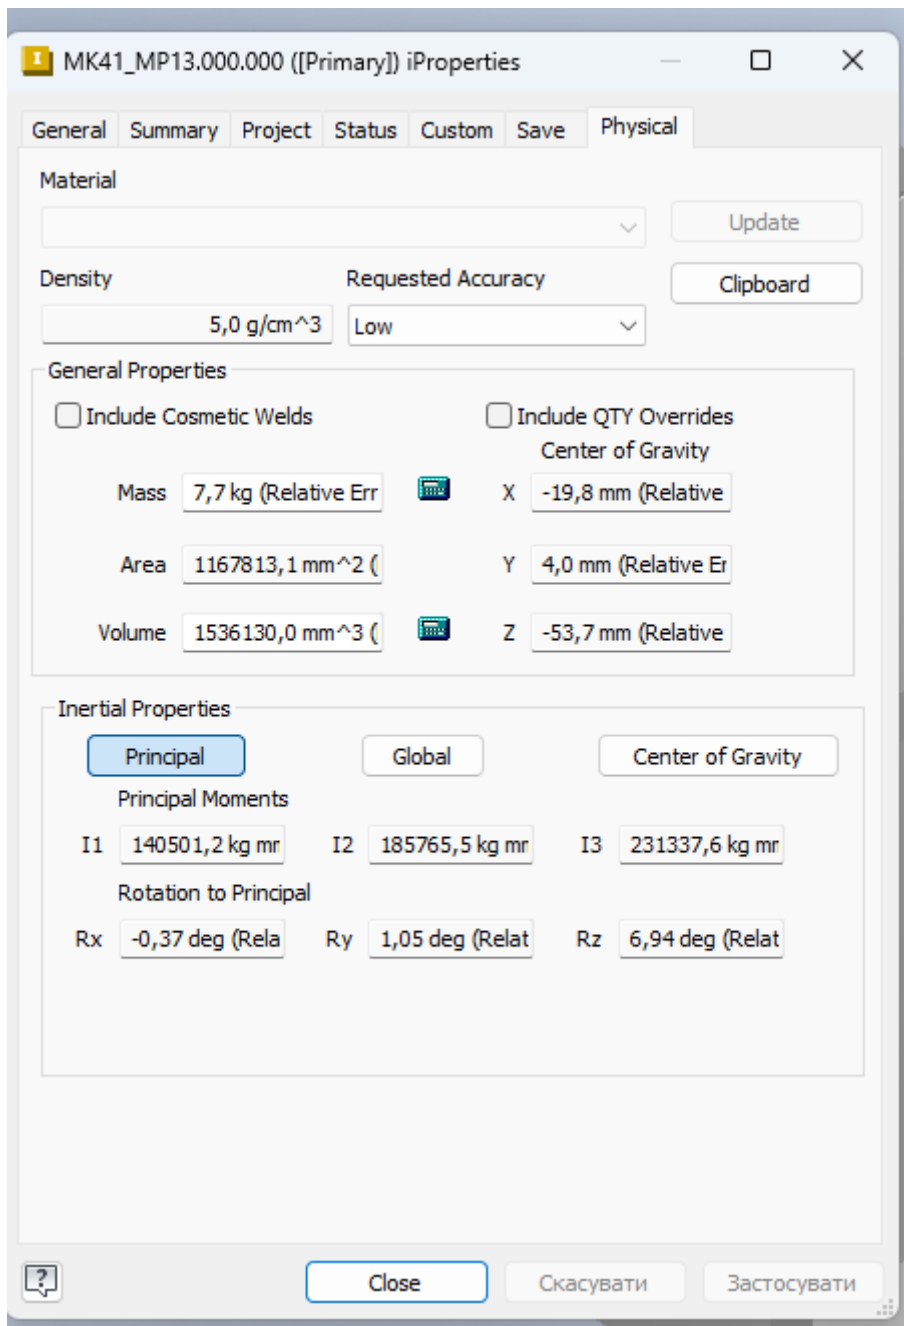 MK41_MP13.000.000 ([Primary]) iProperties
General Summary Project Status Custom Save Physical
Material
Update
Density Requested Accuracy Clipboard
5,0 g/cm^3 Low
General Properties
Include Cosmetic Welds Include QTY Overrides
Center of Gravity
Mass 7,7 kg (Relative Err X -19,8 mm (Relative
Area 1167813,1 mm^2 ( Y 4,0 mm (Relative Er
Volume 1536130,0 mm^3 ( Z -53,7 mm (Relative
Inertial Properties
Principal Global Center of Gravity
Principal Moments
I1 140501,2 kg mr I2 185765,5 kg mr I3 231337,6 kg mr
Rotation to Principal
Rx -0,37 deg (Rela Ry 1,05 deg (Relat Rz 6,94 deg (Relat
Close Скасувати Застосувати